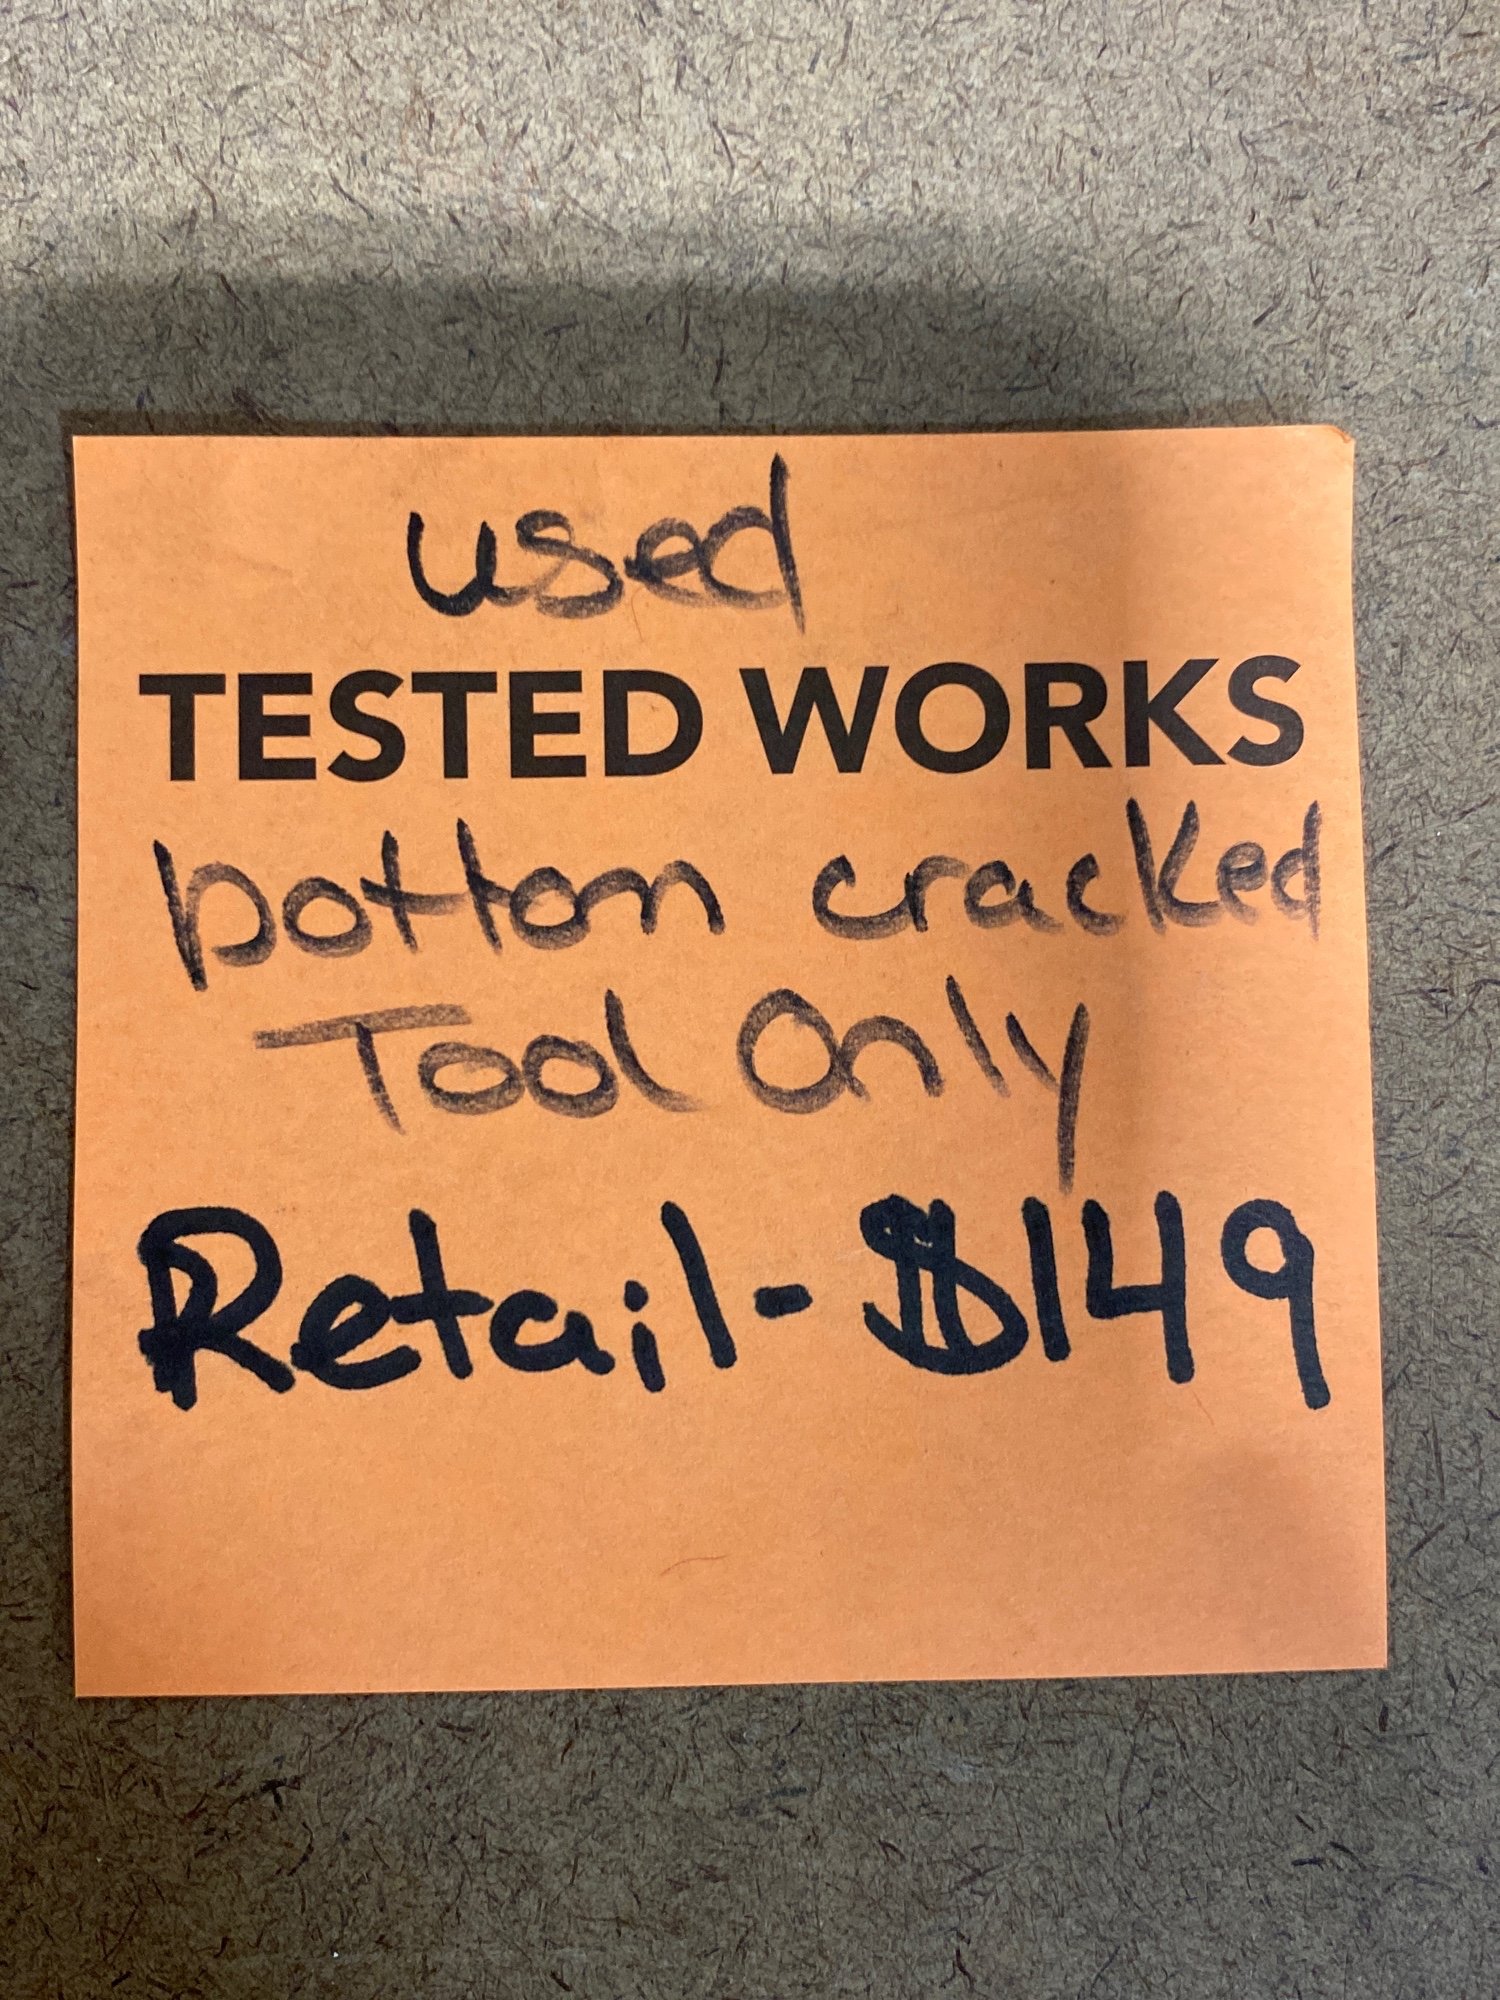 used
TESTED WORKS
bottom cracked
Tool Only
Retail - $149